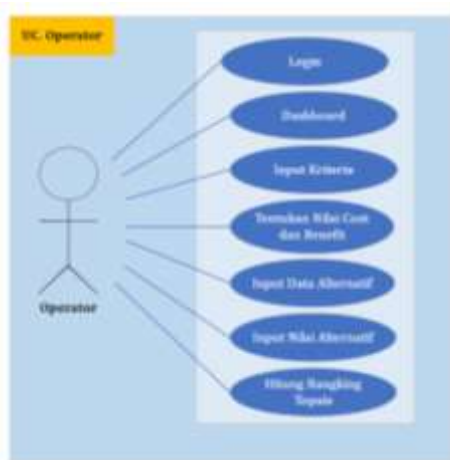 UC. Operator
Login
Dashboard
Input Kriteria
Tentukan Nilai Cost
dan Benefit
Input Data Alternatif
Input Nilai Alternatif
Hitung Rangking
Topsis
Operator